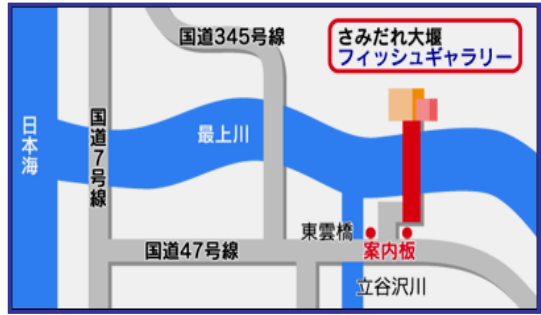 国道345号線
さみだれ大堰
フィッシュギャラリー
国道7号線
日本海
最上川
東雲橋
国道47号線
案内板
立谷沢川